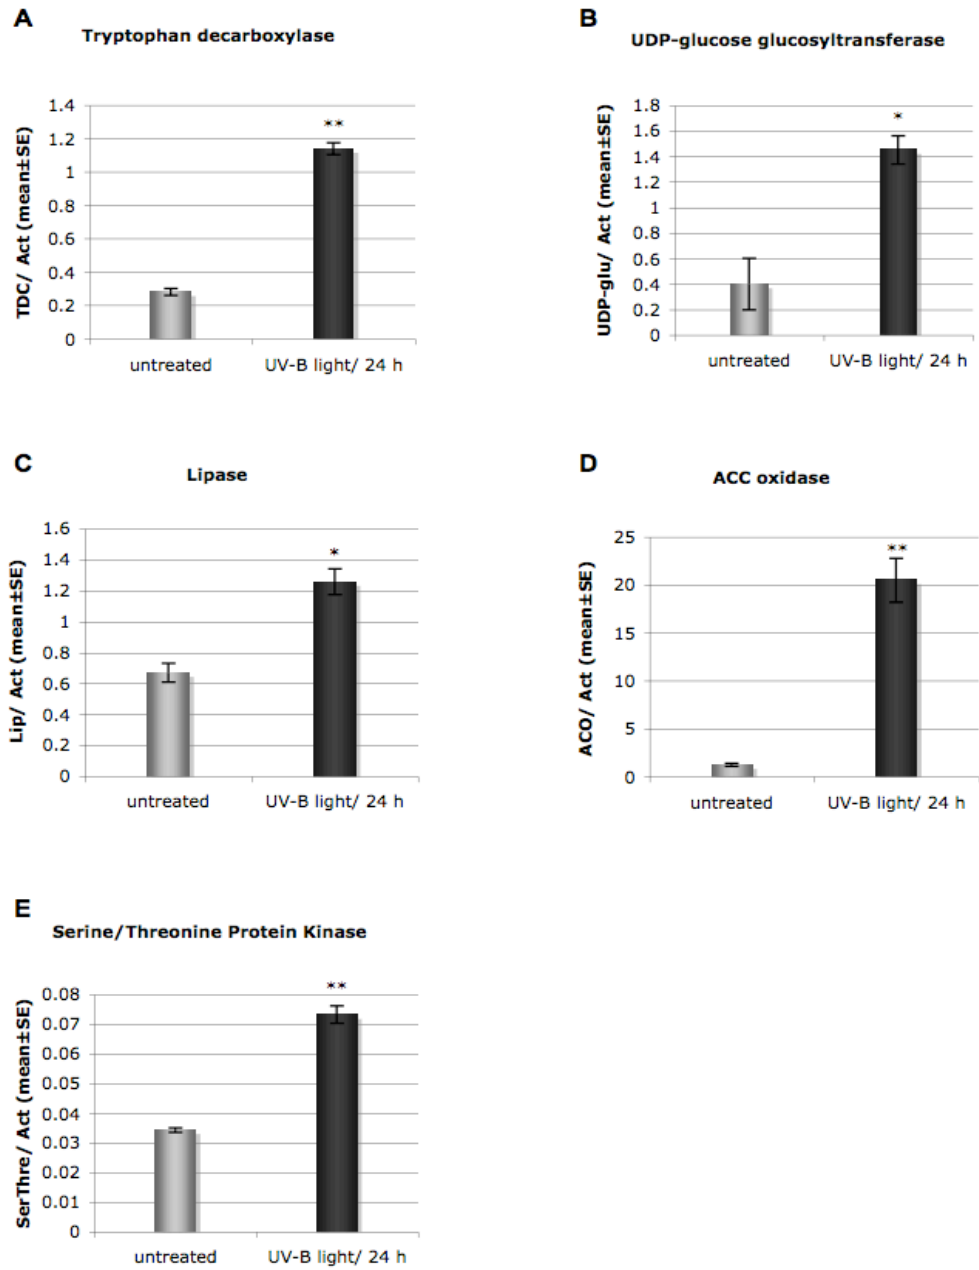 A
Tryptophan decarboxylase
TDC/ Act (mean±SE)
1.4
1.2
1
0.8
0.6
0.4
0.2
0
**
untreated
UV-B light/ 24 h
B
UDP-glucose glucosyltransferase
UDP-glu/ Act (mean±SE)
1.8
1.6
1.4
1.2
1
0.8
0.6
0.4
0.2
0
*
untreated
UV-B light/ 24 h
C
Lipase
Lip/ Act (mean±SE)
1.6
1.4
1.2
1
0.8
0.6
0.4
0.2
0
*
untreated
UV-B light/ 24 h
D
ACC oxidase
ACO/ Act (mean±SE)
25
20
15
10
5
0
**
untreated
UV-B light/ 24 h
E
Serine/Threonine Protein Kinase
SerThre/ Act (mean±SE)
0.08
0.07
0.06
0.05
0.04
0.03
0.02
0.01
0
**
untreated
UV-B light/ 24 h